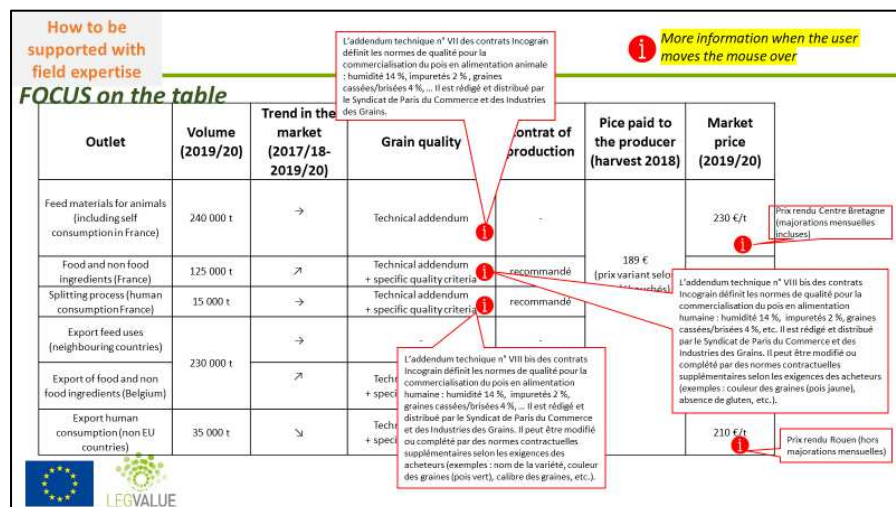 How to be
supported with
field expertise
More information when the user
moves the mouse over
FOCUS on the table
L'addendum technique n° VII des contrats Incograin
définit les normes de qualité pour la
commercialisation du pois en alimentation animale
: humidité 14 %, impuretés 2 % , graines
cassées/brisées 4 %, ... Il est rédigé et distribué par
le Syndicat de Paris du Commerce et des Industries
des Grains.
Outlet
Volume
(2019/20)
Trend in the
market
(2017/18-
2019/20)
Grain quality
contrat of
production
Pice paid to
the producer
(harvest 2018)
Market
price
(2019/20)
Feed materials for animals
(including self
consumption in France)
240 000 t
→
Technical addendum
-
230 €/t
Prix rendu Centre Bretagne
(majorations mensuelles
incluses)
Food and non food
ingredients (France)
125 000 t
↗
Technical addendum
+ specific quality criteria
recommandé
189 €
(prix variant selon
Splitting process (human
consumption France)
15 000 t
→
Technical addendum
+ specific quality criteria
recommandé
Export feed uses
(neighbouring countries)
230 000 t
→
-
-
Export of food and non
food ingredients (Belgium)
↗
+ specifi
Export human
consumption (non EU
countries)
35 000 t
↘
+ specifi
210 €/t
L'addendum technique n° VIII bis des contrats
Incograin définit les normes de qualité pour la
commercialisation du pois en alimentation
humaine : humidité 14 %, impuretés 2 %, graines
cassées/brisées 4 %, etc. Il est rédigé et distribué
par le Syndicat de Paris du Commerce et des
Industries des Grains. Il peut être modifié ou
complété par des normes contractuelles
supplémentaires selon les exigences des acheteurs
(exemples : couleur des graines (pois jaune),
absence de gluten, etc.).
L'addendum technique n° VIII bis des contrats
Incograin définit les normes de qualité pour la
commercialisation du pois en alimentation
humaine : humidité 14 %, impuretés 2 %,
graines cassées/brisées 4 %, ... Il est rédigé et
distribué par le Syndicat de Paris du Commerce
et des Industries des Grains. Il peut être modifié
ou complété par des normes contractuelles
supplémentaires selon les exigences des
acheteurs (exemples : nom de la variété, couleur
des graines (pois vert), calibre des graines, etc.).
Prix rendu Rouen (hors
majorations mensuelles)
LEGVALUE